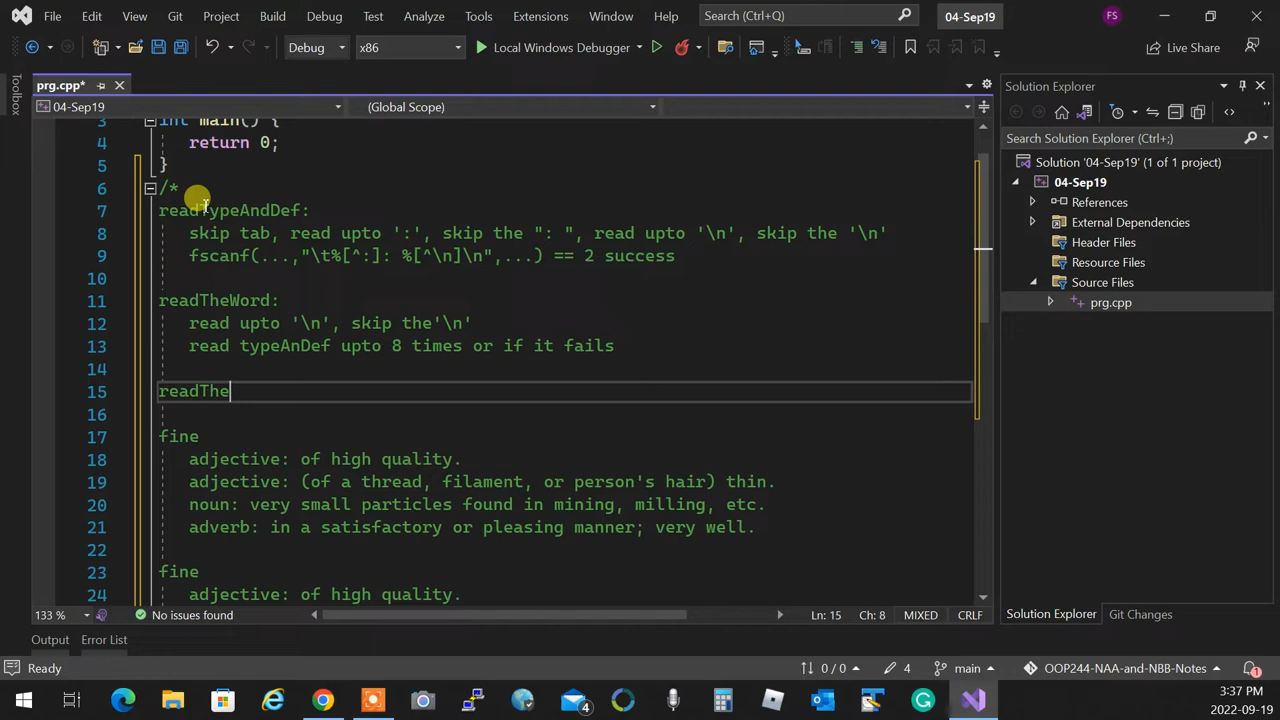 File Edit View Git Project Build Debug Test Analyze Tools Extensions Window Help Search (Ctrl+Q) 04-Sep19 FS
Debug x86 Local Windows Debugger Live Share
Toolbox
prg.cpp*
04-Sep19 (Global Scope)
3 int main() {
4 return 0;
5 }
6 /*
7 readTypeAndDef:
8 skip tab, read upto ':', skip the ": ", read upto '\n', skip the '\n'
9 fscanf(...,"\t%[^:]: %[^\n]\n",...) == 2 success
10
11 readTheWord:
12 read upto '\n', skip the'\n'
13 read typeAnDef upto 8 times or if it fails
14
15 readThe
16
17 fine
18 adjective: of high quality.
19 adjective: (of a thread, filament, or person's hair) thin.
20 noun: very small particles found in mining, milling, etc.
21 adverb: in a satisfactory or pleasing manner; very well.
22
23 fine
24 adjective: of high quality.
133 % No issues found Ln: 15 Ch: 8 MIXED CRLF
Solution Explorer
Search Solution Explorer (Ctrl+;)
Solution '04-Sep19' (1 of 1 project)
04-Sep19
References
External Dependencies
Header Files
Resource Files
Source Files
prg.cpp
Solution Explorer Git Changes
Output Error List
Ready 0 / 0 4 main OOP244-NAA-and-NBB-Notes 1
4
3:37 PM
2022-09-19